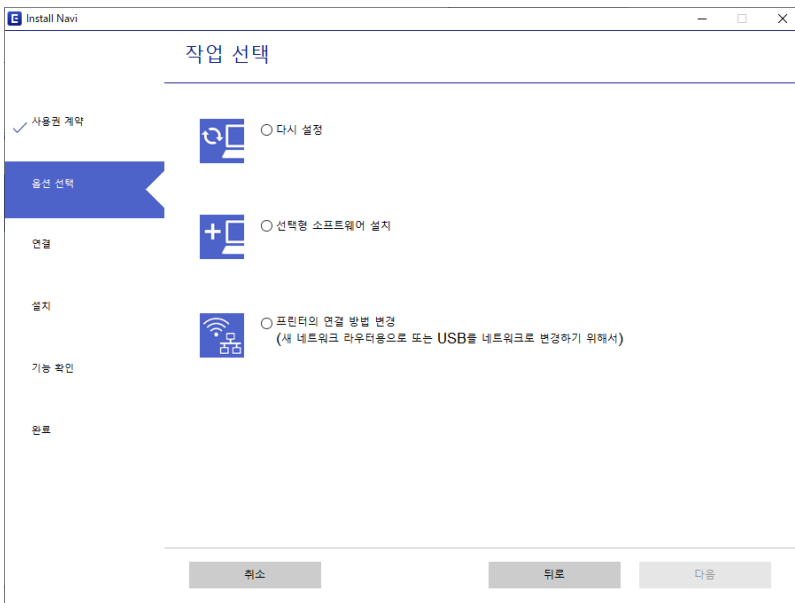 E Install Navi
작업 선택
사용권 계약
옵션 선택
연결
설치
기능 확인
완료
다시 설정
선택형 소프트웨어 설치
프린터의 연결 방법 변경
(새 네트워크 라우터용으로 또는 USB를 네트워크로 변경하기 위해서)
취소
뒤로
다음